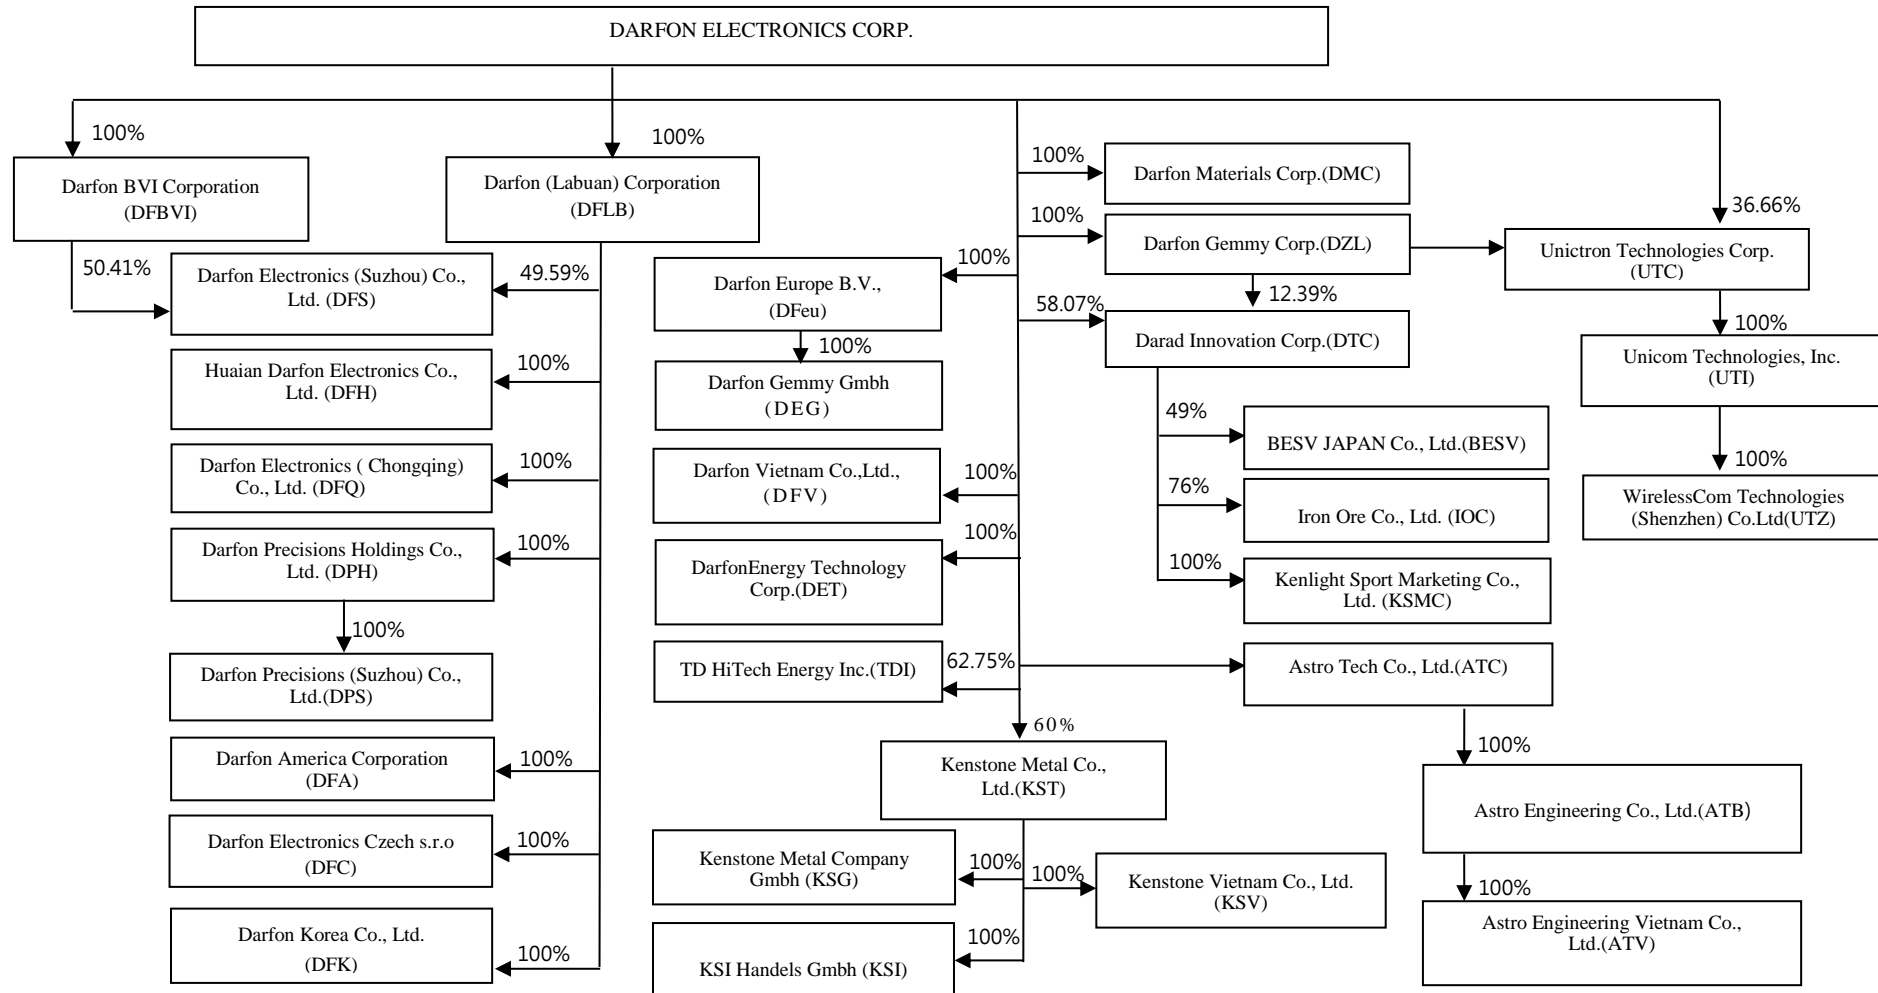 DARFON ELECTRONICS CORP.
100%
Darfon BVI Corporation
(DFBVI)
100%
Darfon (Labuan) Corporation
(DFLB)
50.41%
Darfon Electronics (Suzhou) Co.,
Ltd. (DFS)
49.59%
Huaian Darfon Electronics Co.,
Ltd. (DFH)
100%
Darfon Electronics ( Chongqing)
Co., Ltd. (DFQ)
100%
Darfon Precisions Holdings Co.,
Ltd. (DPH)
100%
100%
Darfon Precisions (Suzhou) Co.,
Ltd.(DPS)
Darfon America Corporation
(DFA)
100%
Darfon Electronics Czech s.r.o
(DFC)
100%
Darfon Korea Co., Ltd.
(DFK)
100%
Darfon Europe B.V.,
(DFeu)
100%
100%
Darfon Gemmy Gmbh
(DEG)
Darfon Vietnam Co.,Ltd.,
(DFV)
100%
DarfonEnergy Technology
Corp.(DET)
100%
TD HiTech Energy Inc.(TDI)
62.75%
60%
Kenstone Metal Co.,
Ltd.(KST)
Kenstone Metal Company
Gmbh (KSG)
100%
100%
Kenstone Vietnam Co., Ltd.
(KSV)
KSI Handels Gmbh (KSI)
100%
100%
Darfon Materials Corp.(DMC)
100%
Darfon Gemmy Corp.(DZL)
12.39%
58.07%
Darad Innovation Corp.(DTC)
49%
BESV JAPAN Co., Ltd.(BESV)
76%
Iron Ore Co., Ltd. (IOC)
100%
Kenlight Sport Marketing Co.,
Ltd. (KSMC)
Astro Tech Co., Ltd.(ATC)
100%
Astro Engineering Co., Ltd.(ATB)
100%
Astro Engineering Vietnam Co.,
Ltd.(ATV)
36.66%
Unictron Technologies Corp.
(UTC)
100%
Unicom Technologies, Inc.
(UTI)
100%
WirelessCom Technologies
(Shenzhen) Co.Ltd(UTZ)